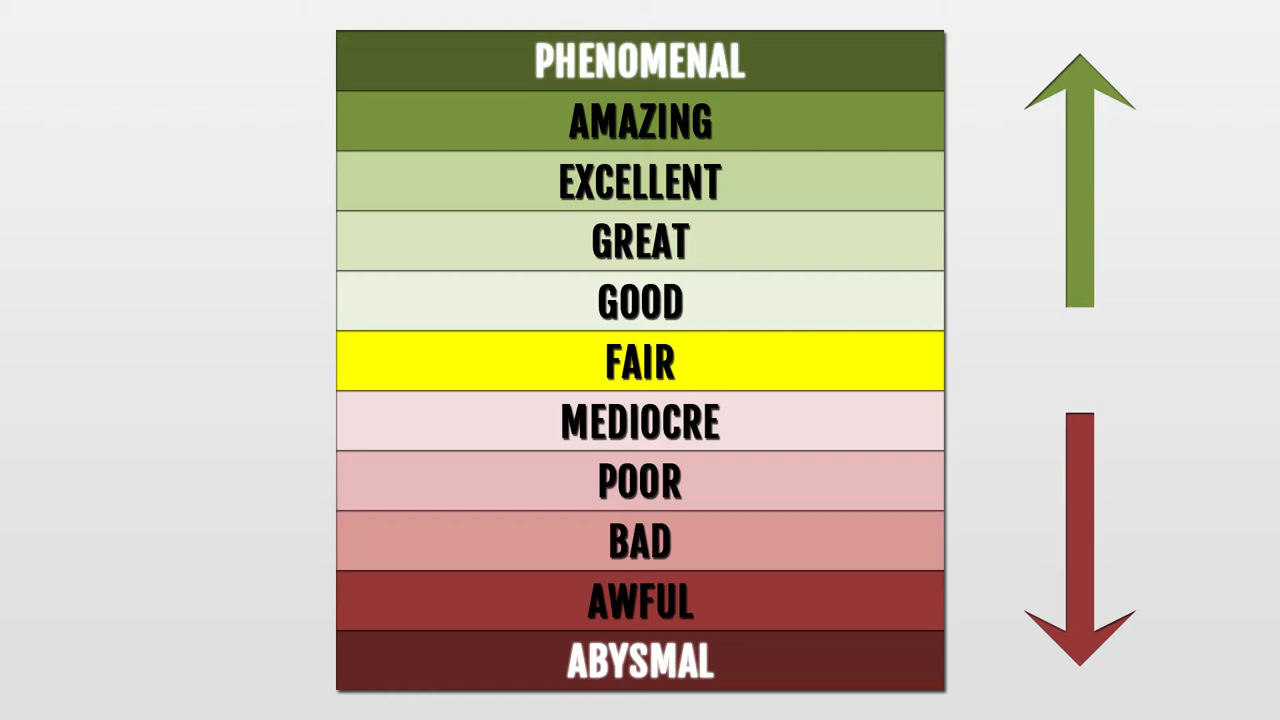 PHENOMENAL
AMAZING
EXCELLENT
GREAT
GOOD
FAIR
MEDIOCRE
POOR
BAD
AWFUL
ABYSMAL